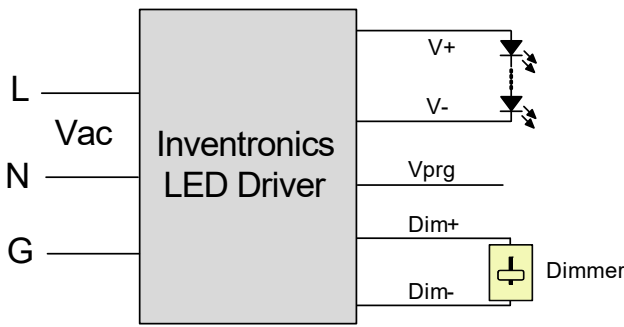 L
Vac
N
G
Inventronics
LED Driver
V+
V-
Vprg
Dim+
Dim-
Dimmer